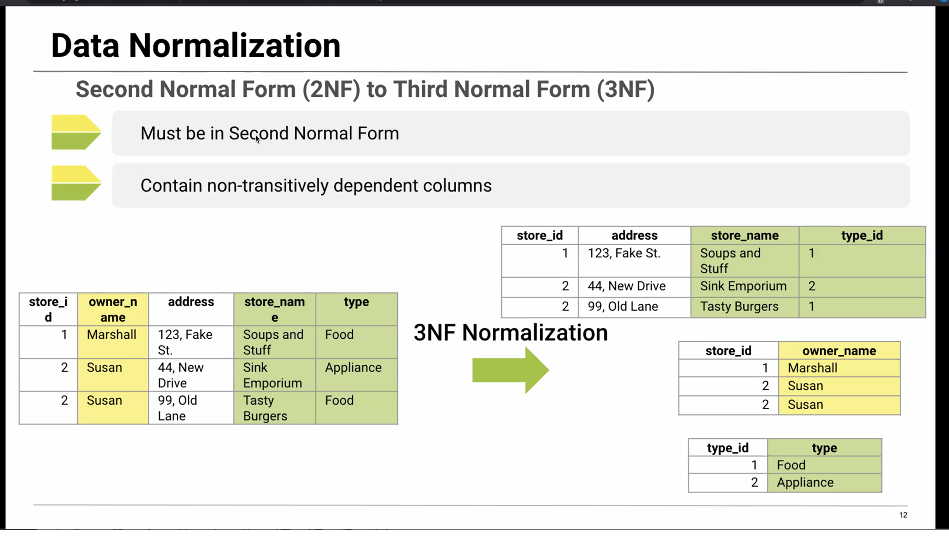 Data Normalization
Second Normal Form (2NF) to Third Normal Form (3NF)
Must be in Second Normal Form
Contain non-transitively dependent columns
store_id address store_name type_id
1 123, Fake St. Soups and
Stuff 1
2 44, New Drive Sink Emporium 2
2 99, Old Lane Tasty Burgers 1
store_i
d owner_n
ame address store_nam
e type
1 Marshall 123, Fake
St. Soups and
Stuff Food
2 Susan 44, New
Drive Sink
Emporium Appliance
2 Susan 99, Old
Lane Tasty
Burgers Food
3NF Normalization
store_id owner_name
1 Marshall
2 Susan
2 Susan
type_id type
1 Food
2 Appliance
12